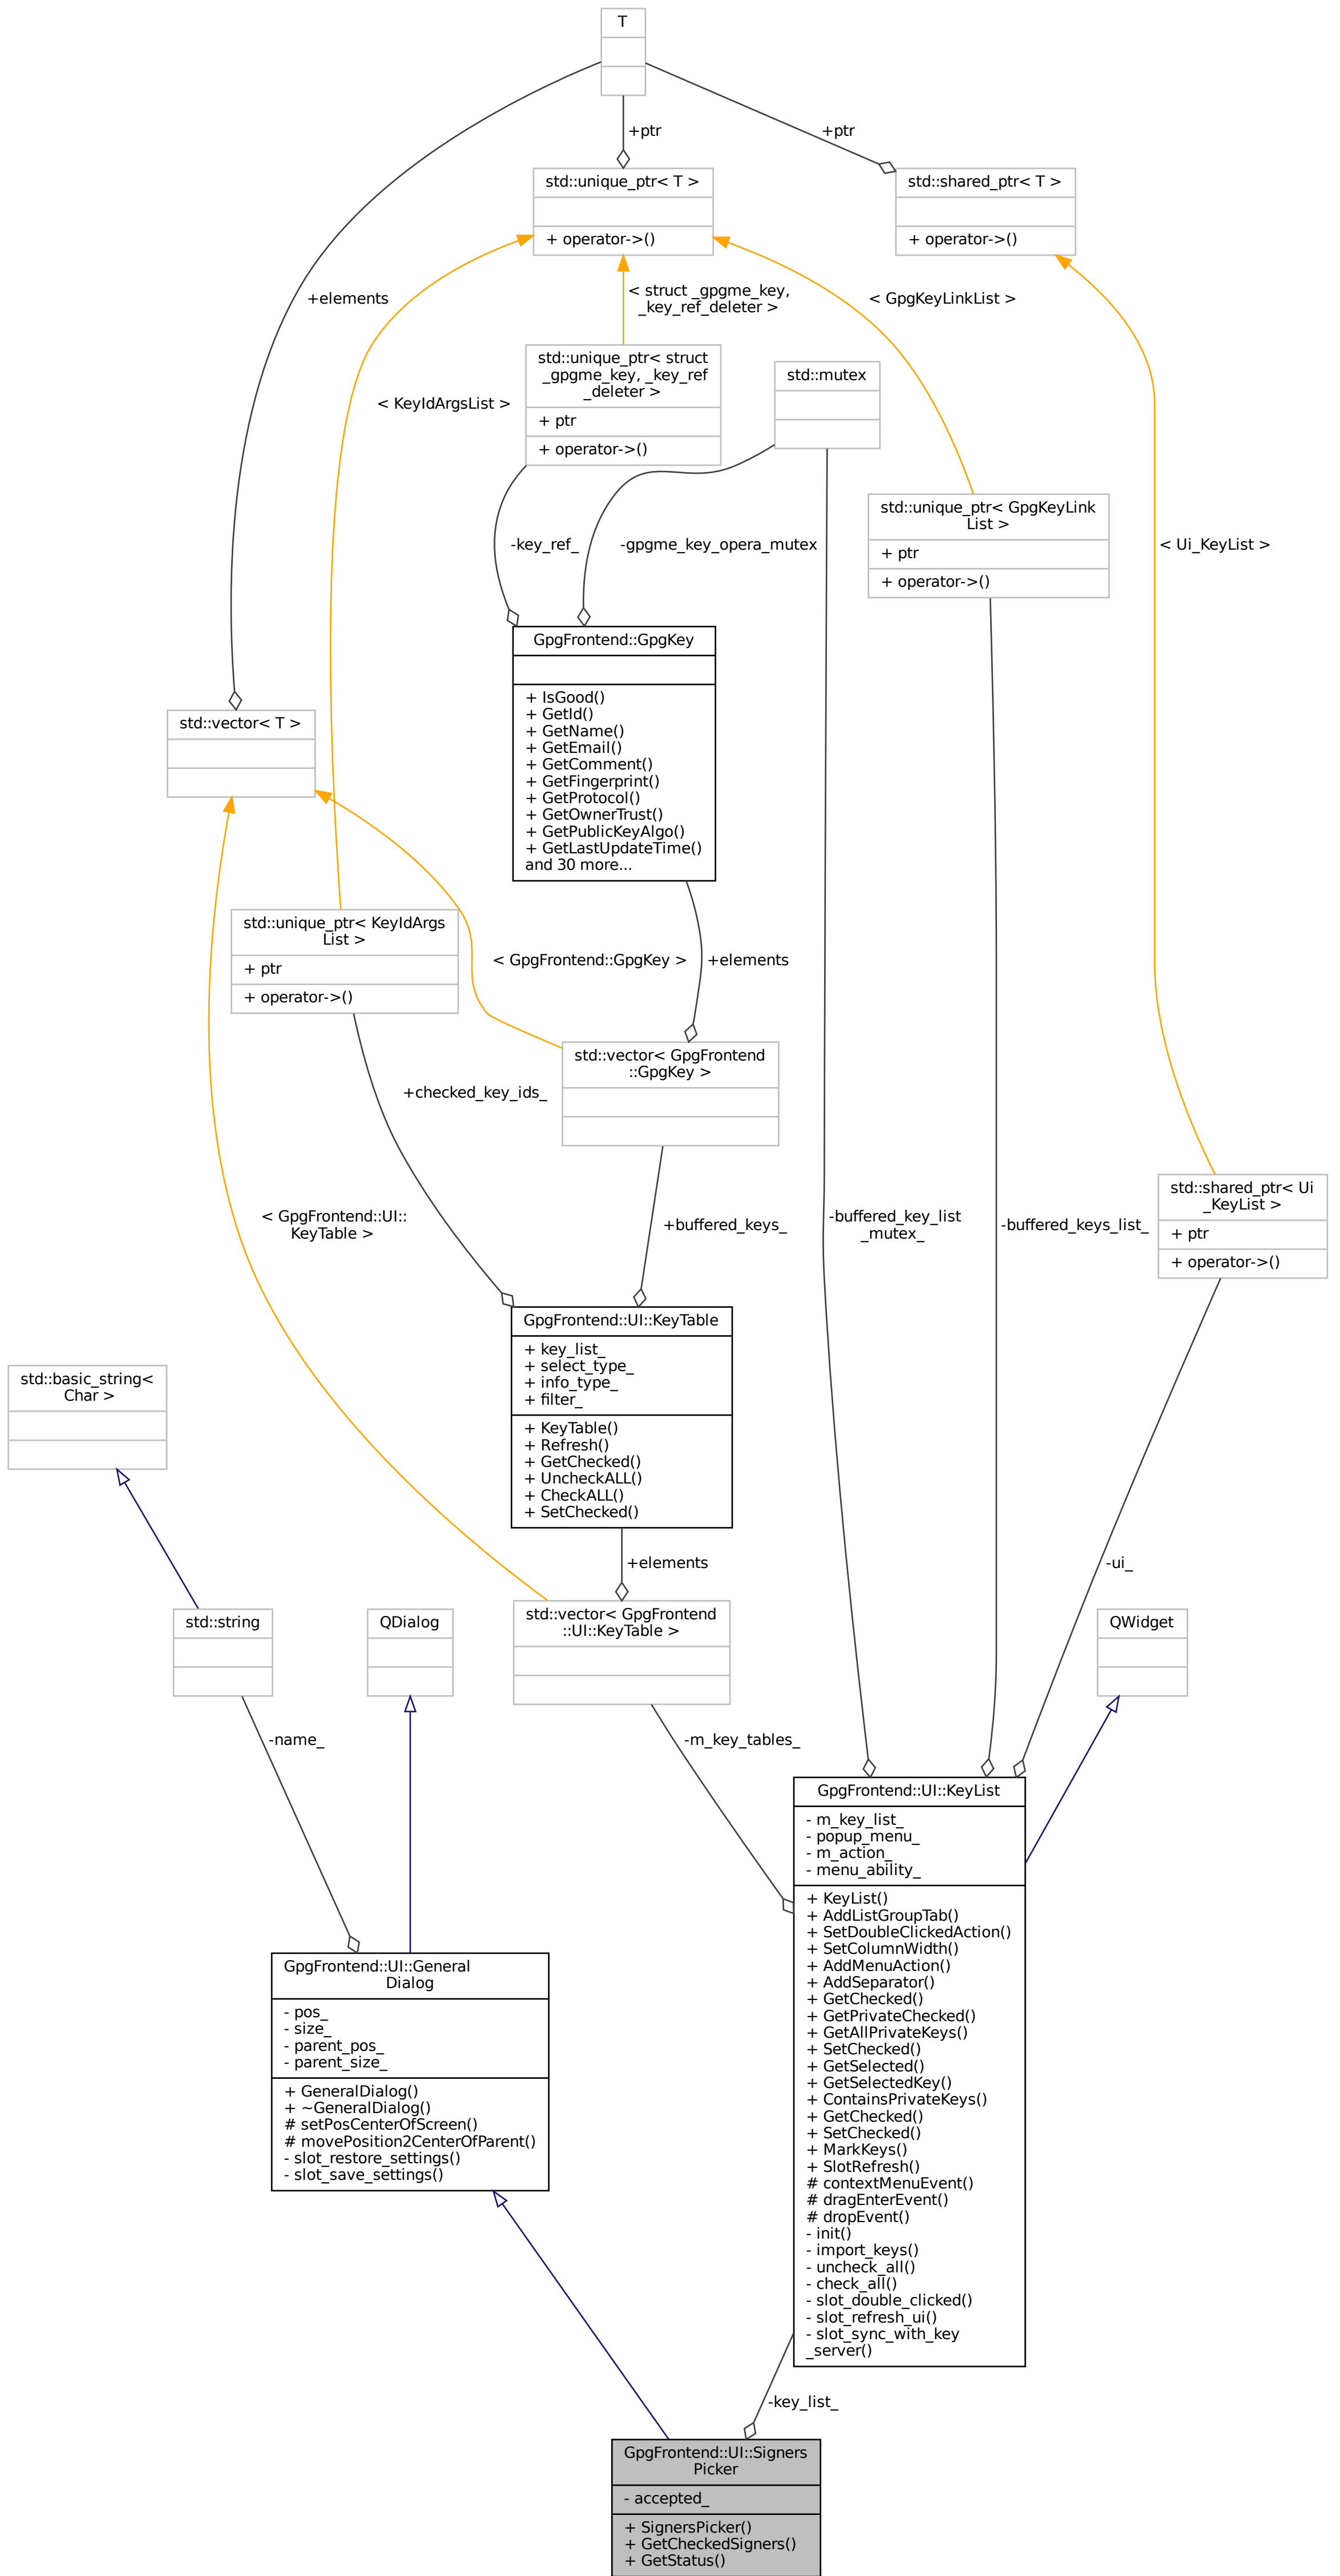 T
+ptr
+ptr
std::unique_ptr< T >
+ operator->()
std::shared_ptr< T >
+ operator->()
+elements
< struct _gpgme_key,
_key_ref_deleter >
< GpgKeyLinkList >
std::unique_ptr< struct
_gpgme_key, _key_ref
_deleter >
+ ptr
+ operator->()
std::mutex
< KeyIdArgsList >
std::unique_ptr< GpgKeyLink
List >
+ ptr
+ operator->()
-key_ref_
-gpgme_key_opera_mutex
< Ui_KeyList >
GpgFrontend::GpgKey
+ IsGood()
+ GetId()
+ GetName()
+ GetEmail()
+ GetComment()
+ GetFingerprint()
+ GetProtocol()
+ GetOwnerTrust()
+ GetPublicKeyAlgo()
+ GetLastUpdateTime()
and 30 more...
std::vector< T >
std::unique_ptr< KeyIdArgs
List >
+ ptr
+ operator->()
< GpgFrontend::GpgKey >
+elements
std::vector< GpgFrontend
::GpgKey >
+checked_key_ids_
std::shared_ptr< Ui
_KeyList >
+ ptr
+ operator->()
< GpgFrontend::UI::
KeyTable >
+buffered_keys_
-buffered_key_list
_mutex_
-buffered_keys_list_
GpgFrontend::UI::KeyTable
+ key_list_
+ select_type_
+ info_type_
+ filter_
+ KeyTable()
+ Refresh()
+ GetChecked()
+ UncheckALL()
+ CheckALL()
+ SetChecked()
std::basic_string<
Char >
+elements
-ui_
std::string
QDialog
std::vector< GpgFrontend
::UI::KeyTable >
QWidget
-name_
-m_key_tables_
GpgFrontend::UI::KeyList
- m_key_list_
- popup_menu_
- m_action_
- menu_ability_
+ KeyList()
+ AddListGroupTab()
+ SetDoubleClickedAction()
+ SetColumnWidth()
+ AddMenuAction()
+ AddSeparator()
+ GetChecked()
+ GetPrivateChecked()
+ GetAllPrivateKeys()
+ SetChecked()
+ GetSelected()
+ GetSelectedKey()
+ ContainsPrivateKeys()
+ GetChecked()
+ SetChecked()
+ MarkKeys()
+ SlotRefresh()
# contextMenuEvent()
# dragEnterEvent()
# dropEvent()
- init()
- import_keys()
- uncheck_all()
- check_all()
- slot_double_clicked()
- slot_refresh_ui()
- slot_sync_with_key
_server()
GpgFrontend::UI::General
Dialog
- pos_
- size_
- parent_pos_
- parent_size_
+ GeneralDialog()
+ ~GeneralDialog()
# setPosCenterOfScreen()
# movePosition2CenterOfParent()
- slot_restore_settings()
- slot_save_settings()
-key_list_
GpgFrontend::UI::Signers
Picker
- accepted_
+ SignersPicker()
+ GetCheckedSigners()
+ GetStatus()